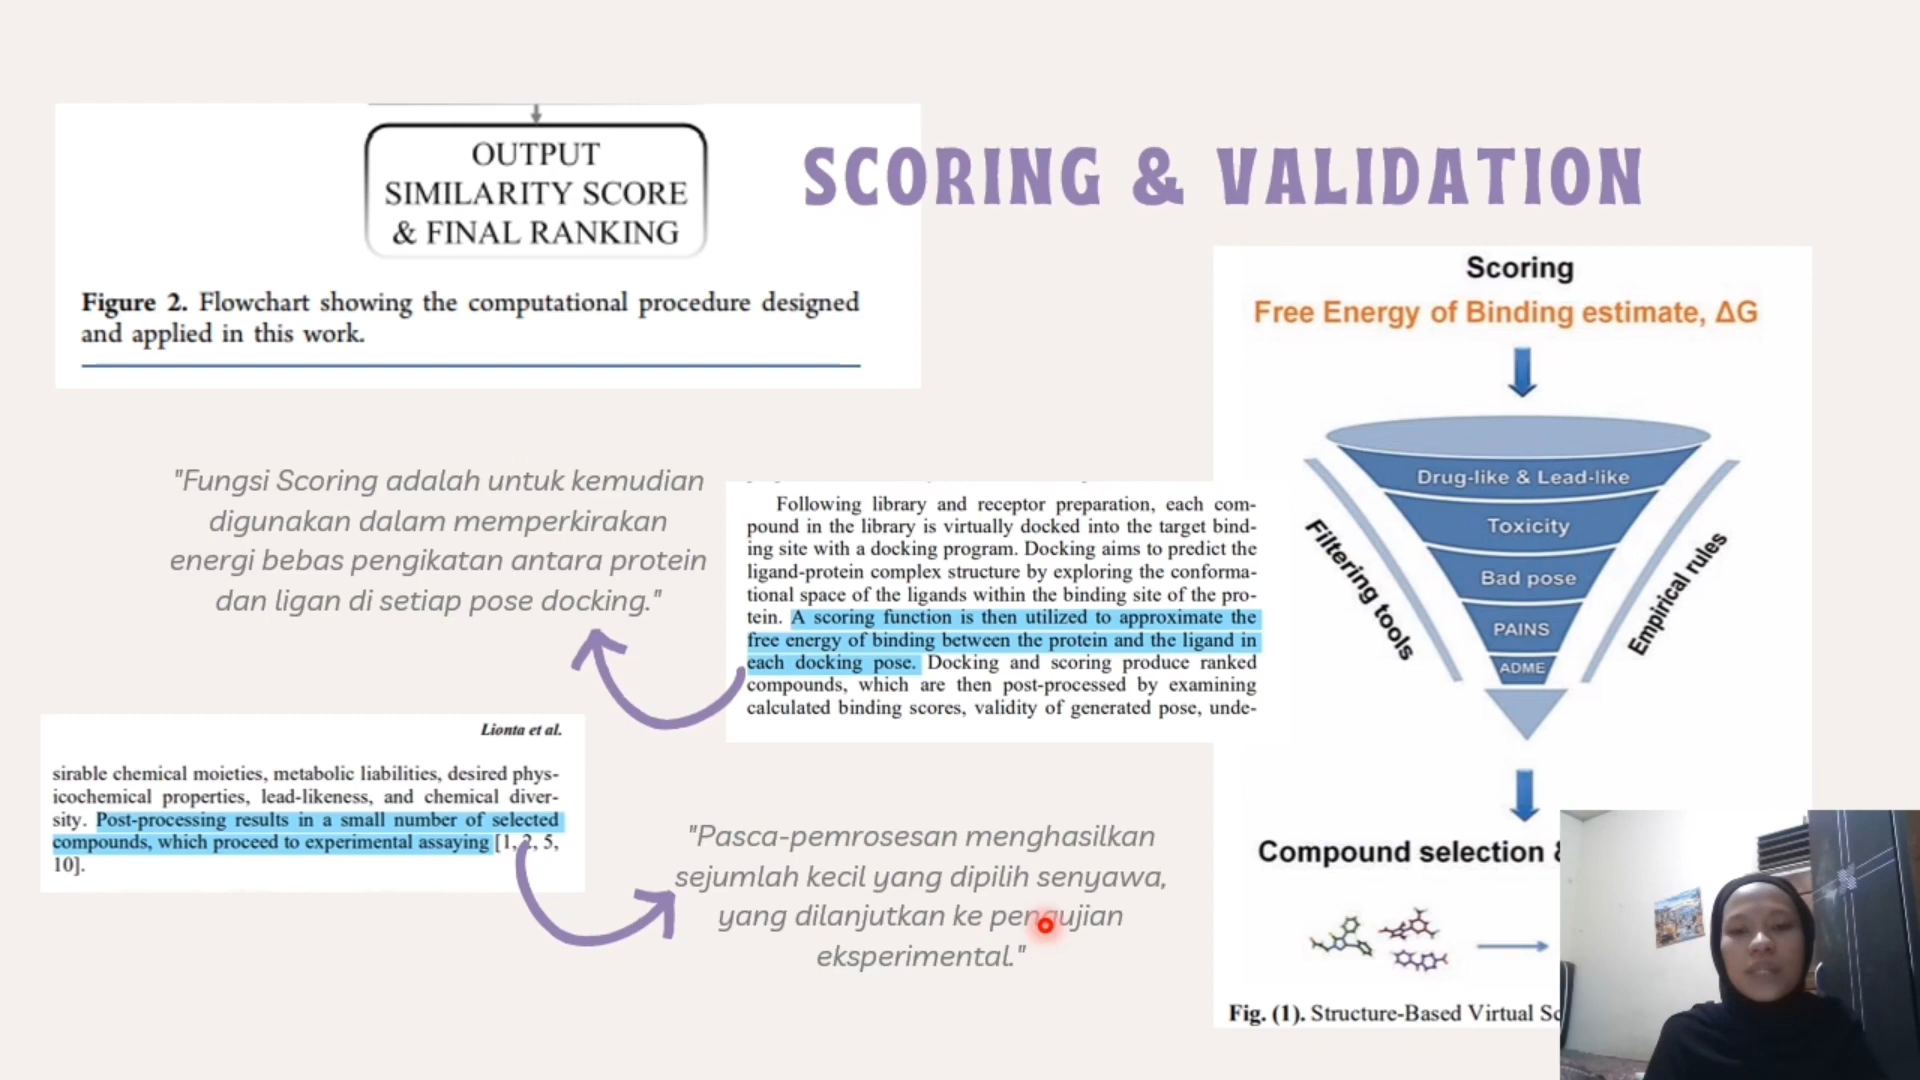 SCORING & VALIDATION
OUTPUT
SIMILARITY SCORE
& FINAL RANKING
Figure 2. Flowchart showing the computational procedure designed
and applied in this work.
"Fungsi Scoring adalah untuk kemudian
digunakan dalam memperkirakan
energi bebas pengikatan antara protein
dan ligan di setiap pose docking."
Following library and receptor preparation, each com-
pound in the library is virtually docked into the target bind-
ing site with a docking program. Docking aims to predict the
ligand-protein complex structure by exploring the conforma-
tional space of the ligands within the binding site of the pro-
tein. A scoring function is then utilized to approximate the
free energy of binding between the protein and the ligand in
each docking pose. Docking and scoring produce ranked
compounds, which are then post-processed by examining
calculated binding scores, validity of generated pose, unde-
Lionta et al.
sirable chemical moieties, metabolic liabilities, desired phys-
icochemical properties, lead-likeness, and chemical diver-
sity. Post-processing results in a small number of selected
compounds, which proceed to experimental assaying [1, 2, 5,
10].
"Pasca-pemrosesan menghasilkan
sejumlah kecil yang dipilih senyawa,
yang dilanjutkan ke pengujian
eksperimental."
Scoring
Free Energy of Binding estimate, ΔG
Drug-like & Lead-like
Toxicity
Bad pose
PAINS
ADME
Filtering tools
Empirical rules
Compound selection
Fig. (1). Structure-Based Virtual